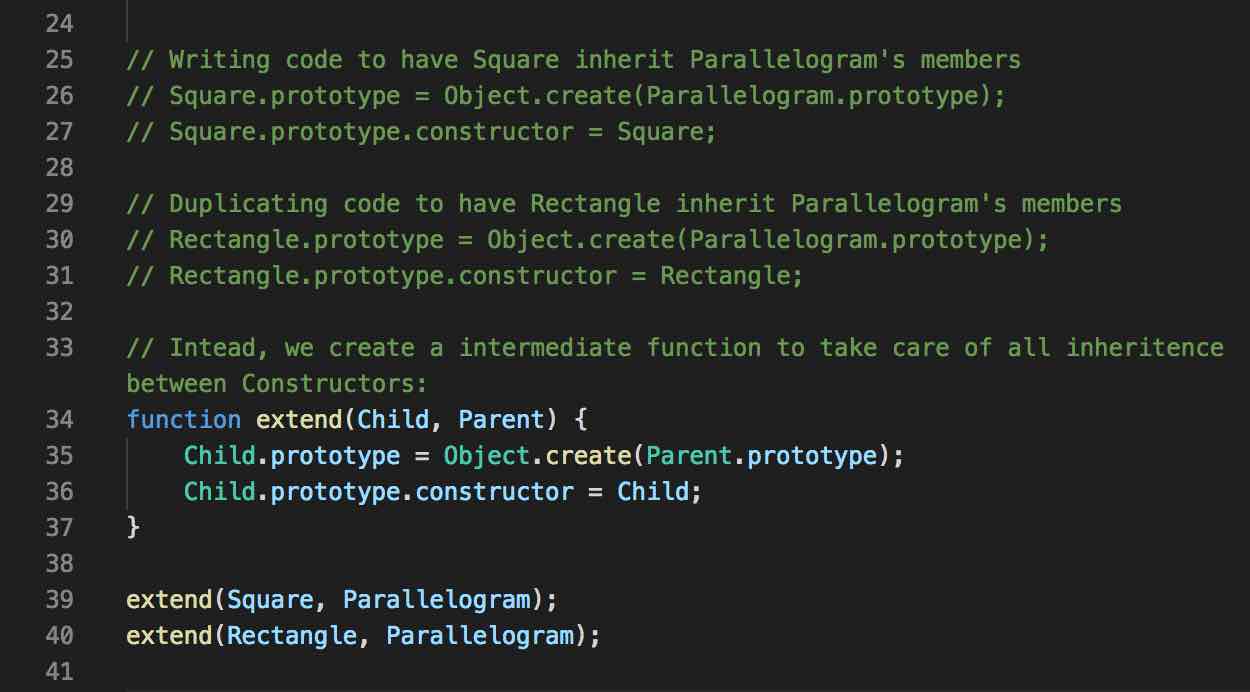 24
25 // Writing code to have Square inherit Parallelogram's members
26 // Square.prototype = Object.create(Parallelogram.prototype);
27 // Square.prototype.constructor = Square;
28
29 // Duplicating code to have Rectangle inherit Parallelogram's members
30 // Rectangle.prototype = Object.create(Parallelogram.prototype);
31 // Rectangle.prototype.constructor = Rectangle;
32
33 // Intead, we create a intermediate function to take care of all inheritence
between Constructors:
34 function extend(Child, Parent) {
35     Child.prototype = Object.create(Parent.prototype);
36     Child.prototype.constructor = Child;
37 }
38
39 extend(Square, Parallelogram);
40 extend(Rectangle, Parallelogram);
41